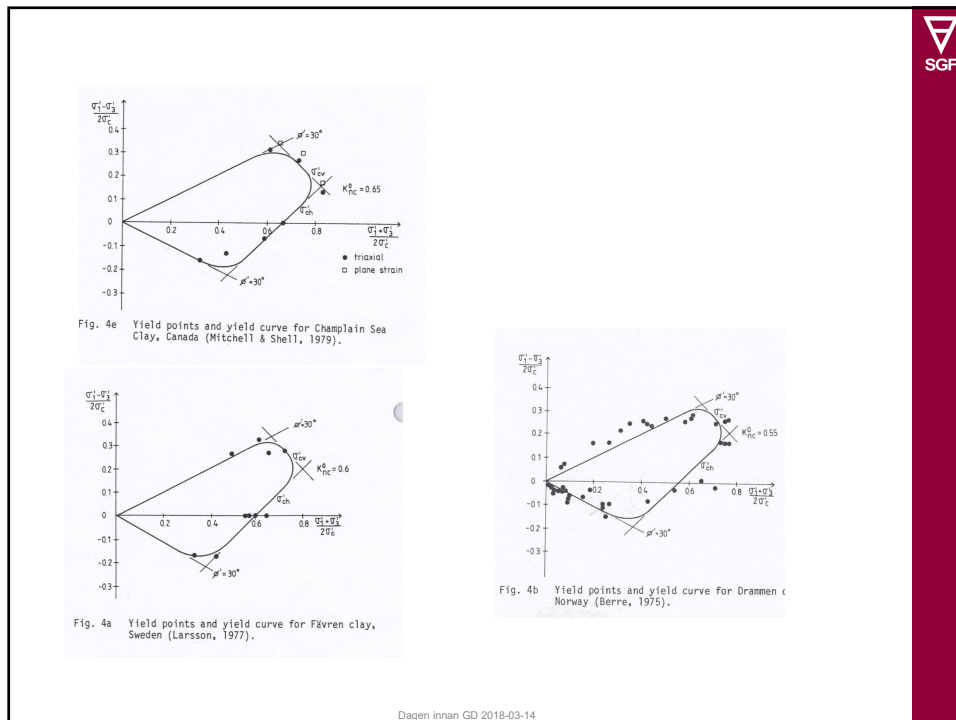 SGF
σ'1-σ'3
2σ'c
0.4
0.3
0.2
0.1
0
-0.1
-0.2
-0.3
0.2
0.4
0.6
0.8
σ'1+σ'3
2σ'c
ø'=30°
σ'cv
K°nc = 0.65
σ'ch
ø'=30°
● triaxial
□ plane strain
Fig. 4e Yield points and yield curve for Champlain Sea
Clay, Canada (Mitchell & Shell, 1979).
σ'1-σ'3
2σ'c
0.4
0.3
0.2
0.1
0
-0.1
-0.2
-0.3
0.2
0.4
0.6
0.8
σ'1+σ'3
2σ'c
ø'=30°
σ'cv
K°nc = 0.6
σ'ch
ø'=30°
Fig. 4a Yield points and yield curve for Fävren clay,
Sweden (Larsson, 1977).
σ'1-σ'3
2σ'c
0.4
0.3
0.2
0.1
0
-0.1
-0.2
-0.3
0.2
0.4
0.6
0.8
σ'1+σ'3
2σ'c
ø'=30°
σ'cv
K°nc = 0.55
σ'ch
ø'=30°
Fig. 4b Yield points and yield curve for Drammen
Norway (Berre, 1975).
Dagen innan GD 2018-03-14